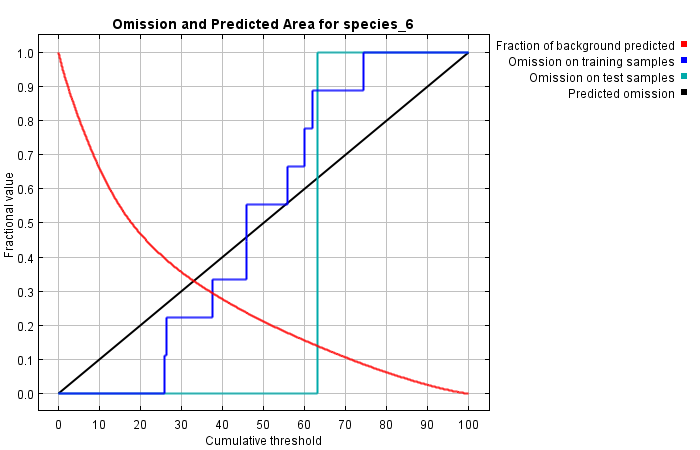 Omission and Predicted Area for species_6
Fraction of background predicted
Omission on training samples
Omission on test samples
Predicted omission
Fractional value
1.0
0.9
0.8
0.7
0.6
0.5
0.4
0.3
0.2
0.1
0.0
0 10 20 30 40 50 60 70 80 90 100
Cumulative threshold